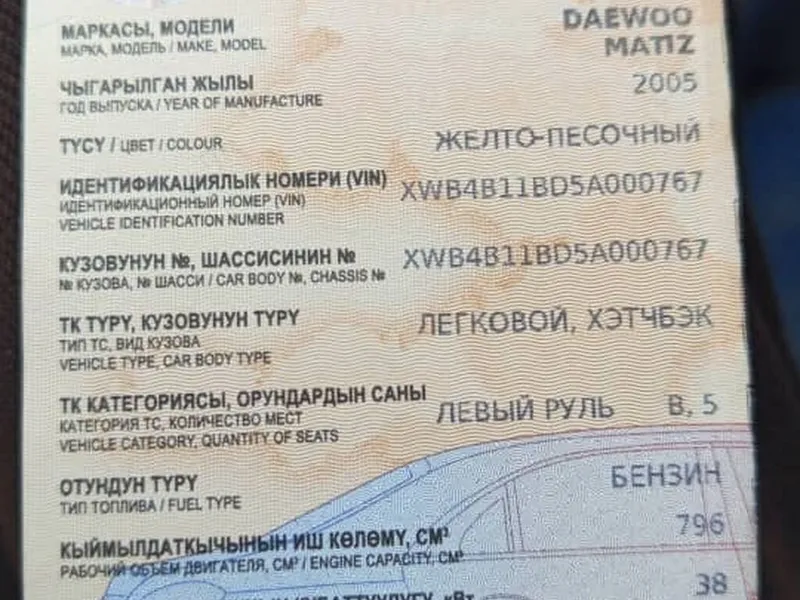 МАРКАСЫ, МОДЕЛИ
МАРКА, МОДЕЛЬ / MAKE, MODEL
DAEWOO
MATIZ
ЧЫГАРЫЛГАН ЖЫЛЫ
ГОД ВЫПУСКА / YEAR OF MANUFACTURE
2005
ТҮСҮ / ЦВЕТ / COLOUR
ЖЕЛТО-ПЕСОЧНЫЙ
ИДЕНТИФИКАЦИЯЛЫК НОМЕРИ (VIN)
ИДЕНТИФИКАЦИОННЫЙ НОМЕР (VIN)
VEHICLE IDENTIFICATION NUMBER
XWB4B11BD5A000767
КУЗОВУНУН №, ШАССИСИНИН №
№ КУЗОВА, № ШАССИ / CAR BODY №, CHASSIS №
XWB4B11BD5A000767
ТК ТҮРҮ, КУЗОВУНУН ТҮРҮ
ТИП ТС, ВИД КУЗОВА
VEHICLE TYPE, CAR BODY TYPE
ЛЕГКОВОЙ, ХЭТЧБЭК
ТК КАТЕГОРИЯСЫ, ОРУНДАРДЫН САНЫ
КАТЕГОРИЯ ТС, КОЛИЧЕСТВО МЕСТ
VEHICLE CATEGORY, QUANTITY OF SEATS
ЛЕВЫЙ РУЛЬ B, 5
ОТУНДУН ТҮРҮ
ТИП ТОПЛИВА / FUEL TYPE
БЕНЗИН
КЫЙМЫЛДАТКЫЧЫНЫН ИШ КӨЛӨМҮ, СМ³
РАБОЧИЙ ОБЪЕМ ДВИГАТЕЛЯ, СМ³ / ENGINE CAPACITY, СМ³
796
38